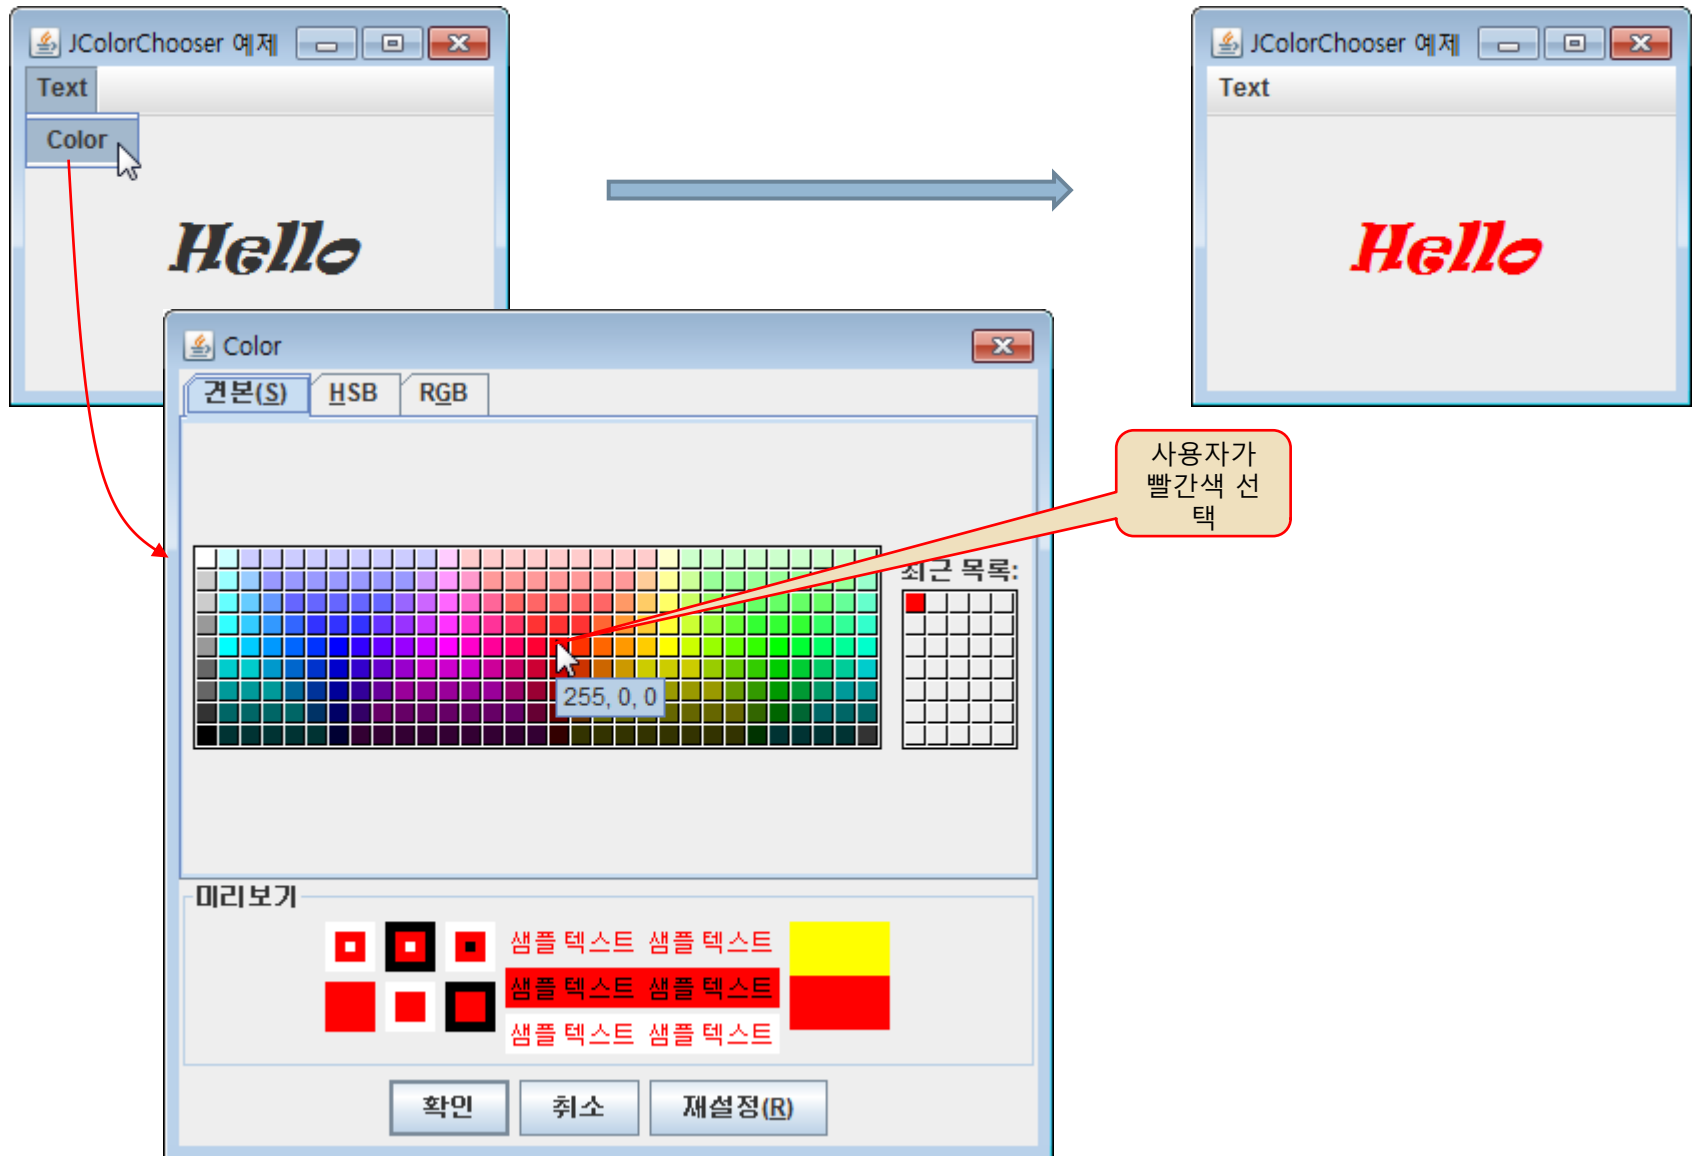 JColorChooser 예제
Text
Color
Hello
JColorChooser 예제
Text
Hello
Color
견본(S)
HSB
RGB
사용자가
빨간색 선
택
최근 목록:
255, 0, 0
미리보기
샘플 텍스트 샘플 텍스트
샘플 텍스트 샘플 텍스트
샘플 텍스트 샘플 텍스트
확인
취소
재설정(R)